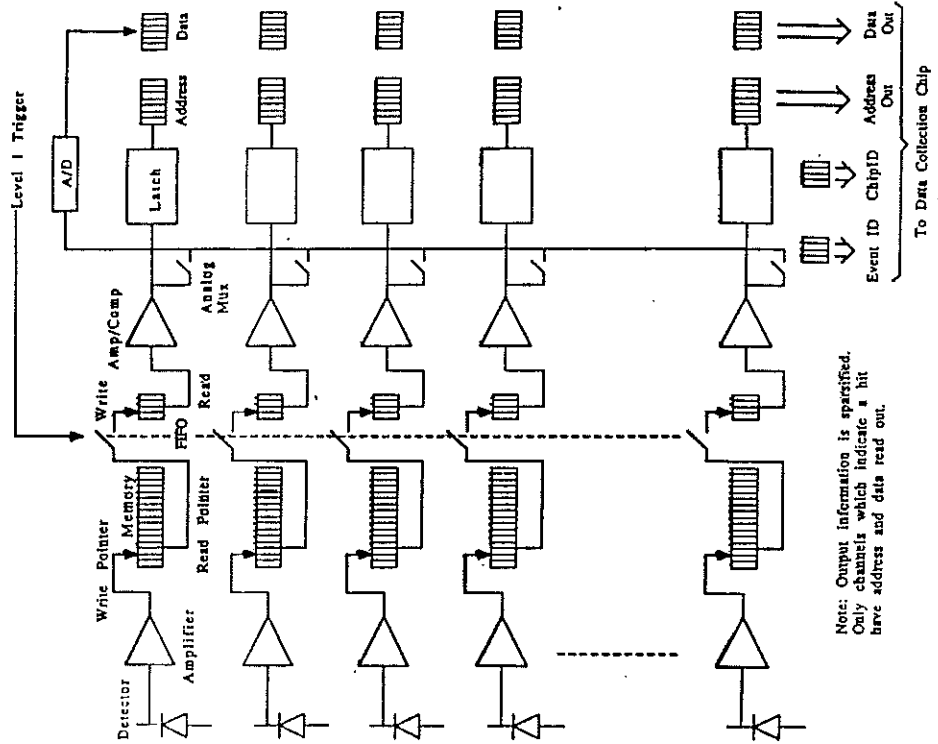 Level 1 Trigger
A/D
Detector
Amplifier
Write Pointer
Memory
Read Pointer
Write
FIFO
Read
Amp/Comp
Analog
Mux
Latch
Address
Data
Event ID
ChipID
Address
Out
Data
Out
To Data Collection Chip
Note: Output information is sparsified.
Only channels which indicate a hit
have address and data read out.